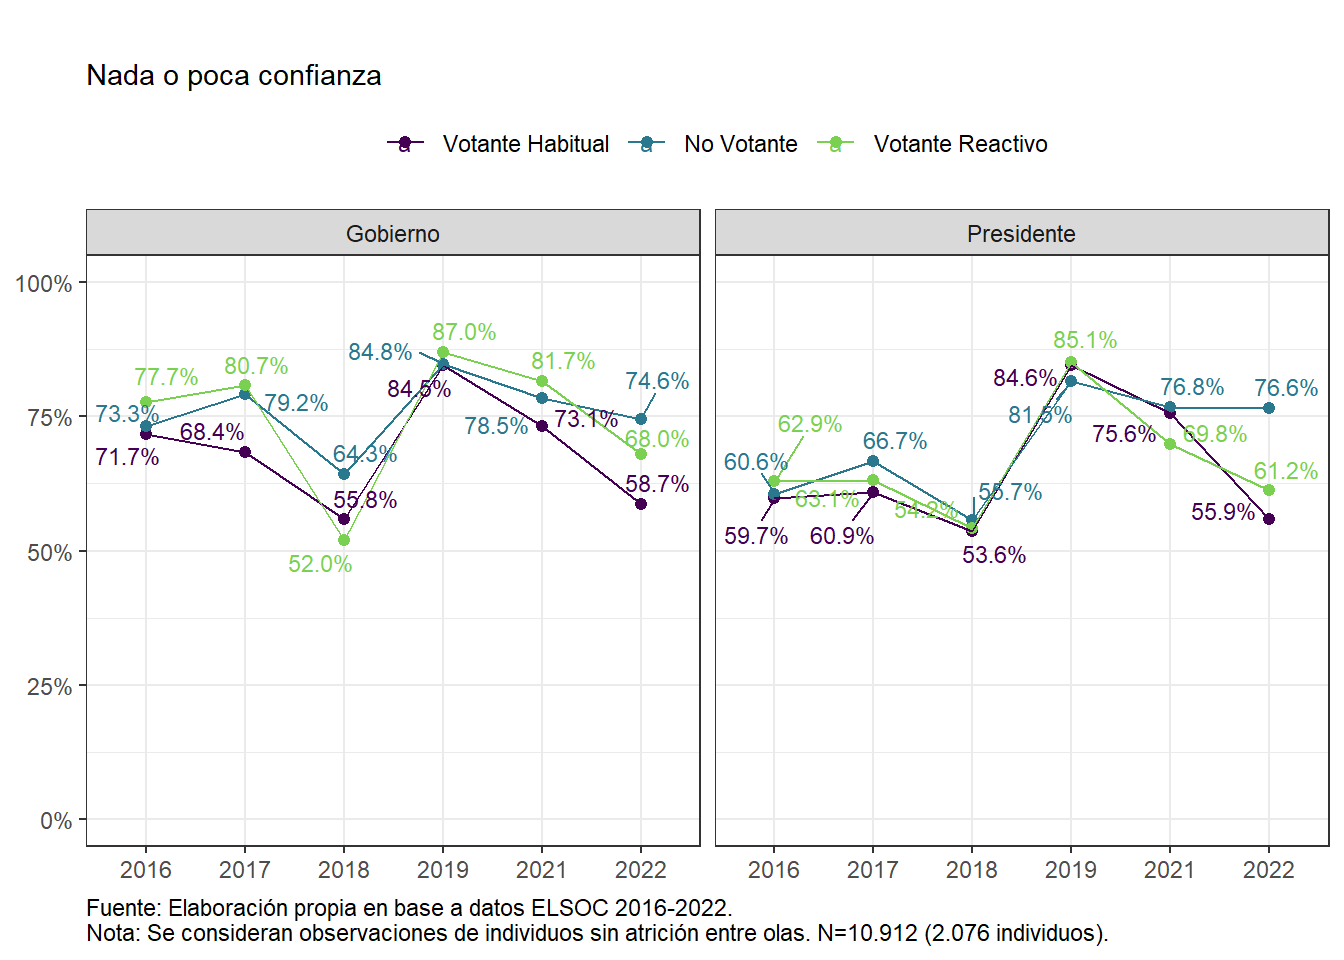 Nada o poca confianza
a Votante Habitual a No Votante a Votante Reactivo
Gobierno Presidente
100%
75%
50%
25%
0%
77.7% 80.7% 87.0% 81.7%
84.8% 74.6%
73.3% 79.2% 84.5%
71.7% 68.4% 64.3% 78.5% 73.1% 68.0%
55.8% 58.7%
52.0%
85.1%
84.6% 76.8% 76.6%
62.9% 81.5%
60.6% 66.7% 75.6% 69.8% 61.2%
63.1% 54.2% 55.7% 55.9%
59.7% 60.9% 53.6%
2016 2017 2018 2019 2021 2022 2016 2017 2018 2019 2021 2022
Fuente: Elaboración propia en base a datos ELSOC 2016-2022.
Nota: Se consideran observaciones de individuos sin atrición entre olas. N=10.912 (2.076 individuos).